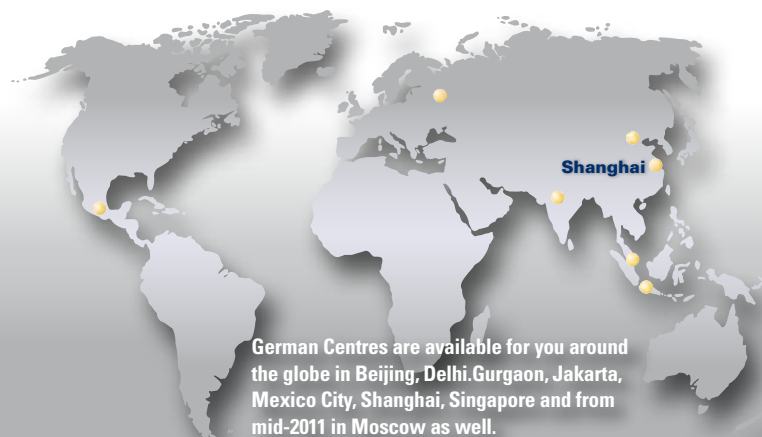 Shanghai
German Centres are available for you around
the globe in Beijing, Delhi.Gurgaon, Jakarta,
Mexico City, Shanghai, Singapore and from
mid-2011 in Moscow as well.